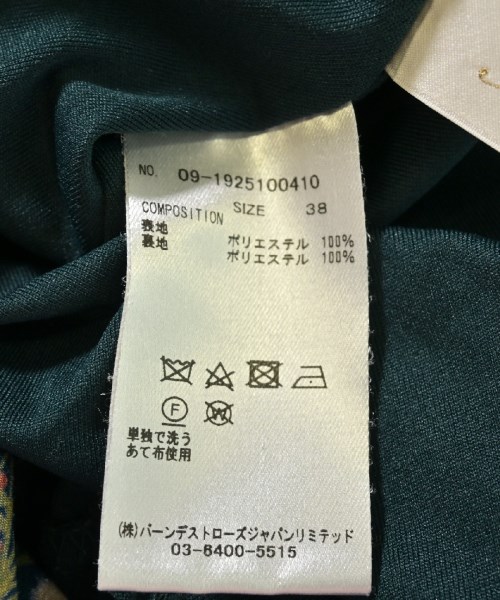 NO. 09-1925100410
COMPOSITION SIZE 38
表地 ポリエステル 100%
裏地 ポリエステル 100%
F W
単独で洗う
あて布使用
(株)バーンデストローズジャパンリミテッド
03-6400-5515